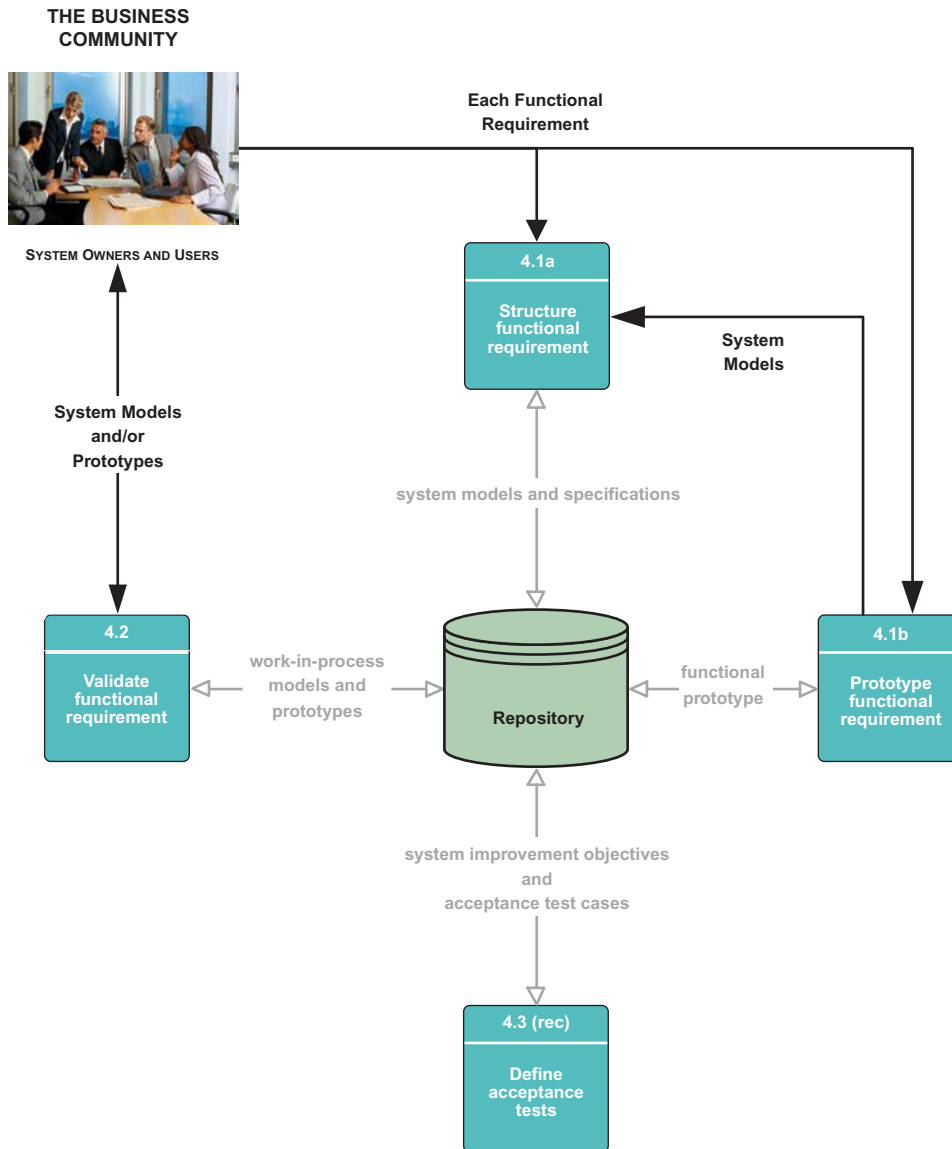 THE BUSINESS
COMMUNITY
Each Functional
Requirement
SYSTEM OWNERS AND USERS
4.1a
Structure
functional
requirement
System
Models
System Models
and/or
Prototypes
system models and specifications
4.2
Validate
functional
requirement
work-in-process
models and
prototypes
Repository
functional
prototype
4.1b
Prototype
functional
requirement
system improvement objectives
and
acceptance test cases
4.3 (rec)
Define
acceptance
tests